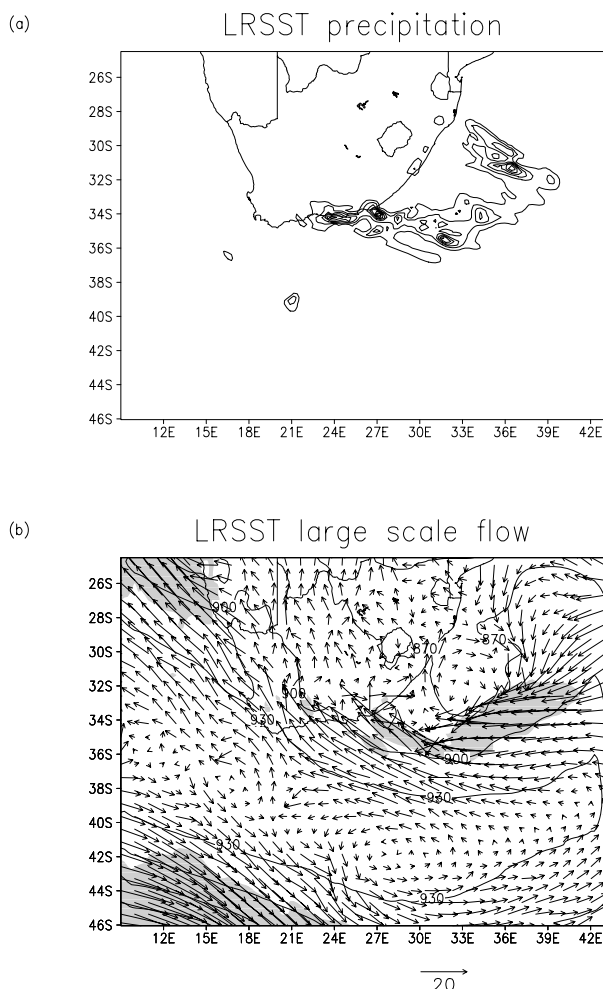 (a)
LRSST precipitation
26S
28S
30S
32S
34S
36S
38S
40S
42S
44S
46S
12E 15E 18E 21E 24E 27E 30E 33E 36E 39E 42E
(b)
LRSST large scale flow
26S
28S
30S
32S
34S
36S
38S
40S
42S
44S
46S
900
870
870
900
930
900
930
930
930
12E 15E 18E 21E 24E 27E 30E 33E 36E 39E 42E
20